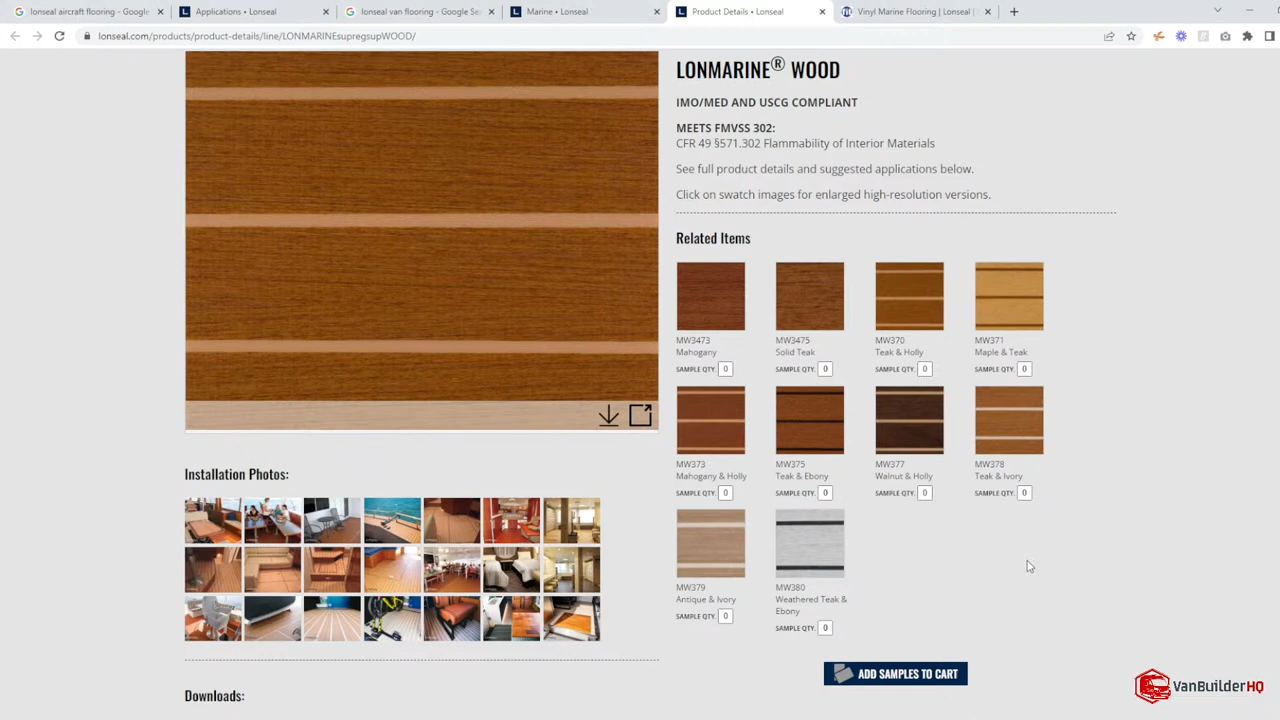 lonseal aircraft flooring - Google
Applications • Lonseal
lonseal van flooring - Google Se
Marine • Lonseal
Product Details • Lonseal
Vinyl Marine Flooring | Lonseal |
lonseal.com/products/product-details/line/LONMARINEsupregsupWOOD/
LONMARINE® WOOD
IMO/MED AND USCG COMPLIANT
MEETS FMVSS 302:
CFR 49 §571.302 Flammability of Interior Materials
See full product details and suggested applications below.
Click on swatch images for enlarged high-resolution versions.
Related Items
MW3473
Mahogany
SAMPLE QTY. 0
MW3475
Solid Teak
SAMPLE QTY. 0
MW370
Teak & Holly
SAMPLE QTY. 0
MW371
Maple & Teak
SAMPLE QTY. 0
MW373
Mahogany & Holly
SAMPLE QTY. 0
MW375
Teak & Ebony
SAMPLE QTY. 0
MW377
Walnut & Holly
SAMPLE QTY. 0
MW378
Teak & Ivory
SAMPLE QTY. 0
MW379
Antique & Ivory
SAMPLE QTY. 0
MW380
Weathered Teak &
Ebony
SAMPLE QTY. 0
ADD SAMPLES TO CART
Installation Photos:
Downloads:
VanBuilderHQ